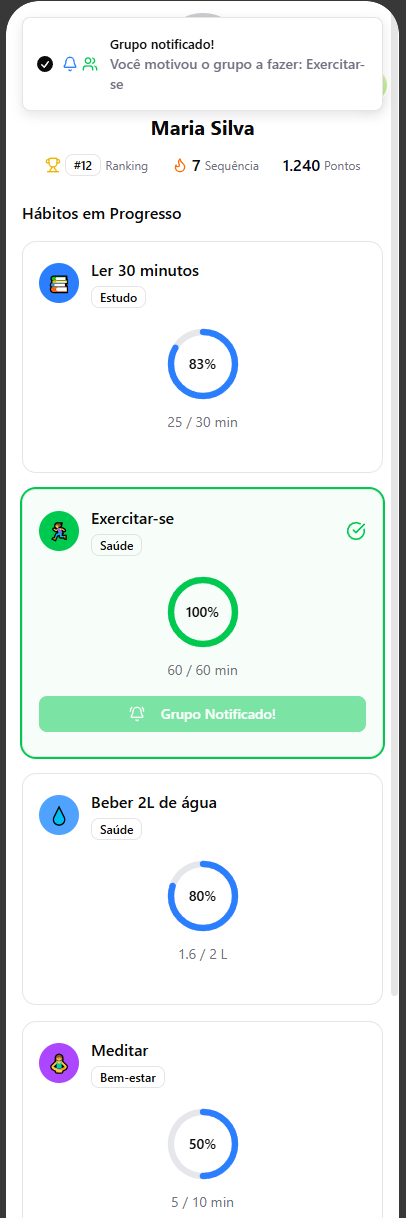 Grupo notificado!
Você motivou o grupo a fazer: Exercitar-
se
Maria Silva
#12 Ranking 7 Sequência 1.240 Pontos
Hábitos em Progresso
Ler 30 minutos
Estudo
83%
25 / 30 min
Exercitar-se
Saúde
100%
60 / 60 min
Grupo Notificado!
Beber 2L de água
Saúde
80%
1.6 / 2 L
Meditar
Bem-estar
50%
5 / 10 min